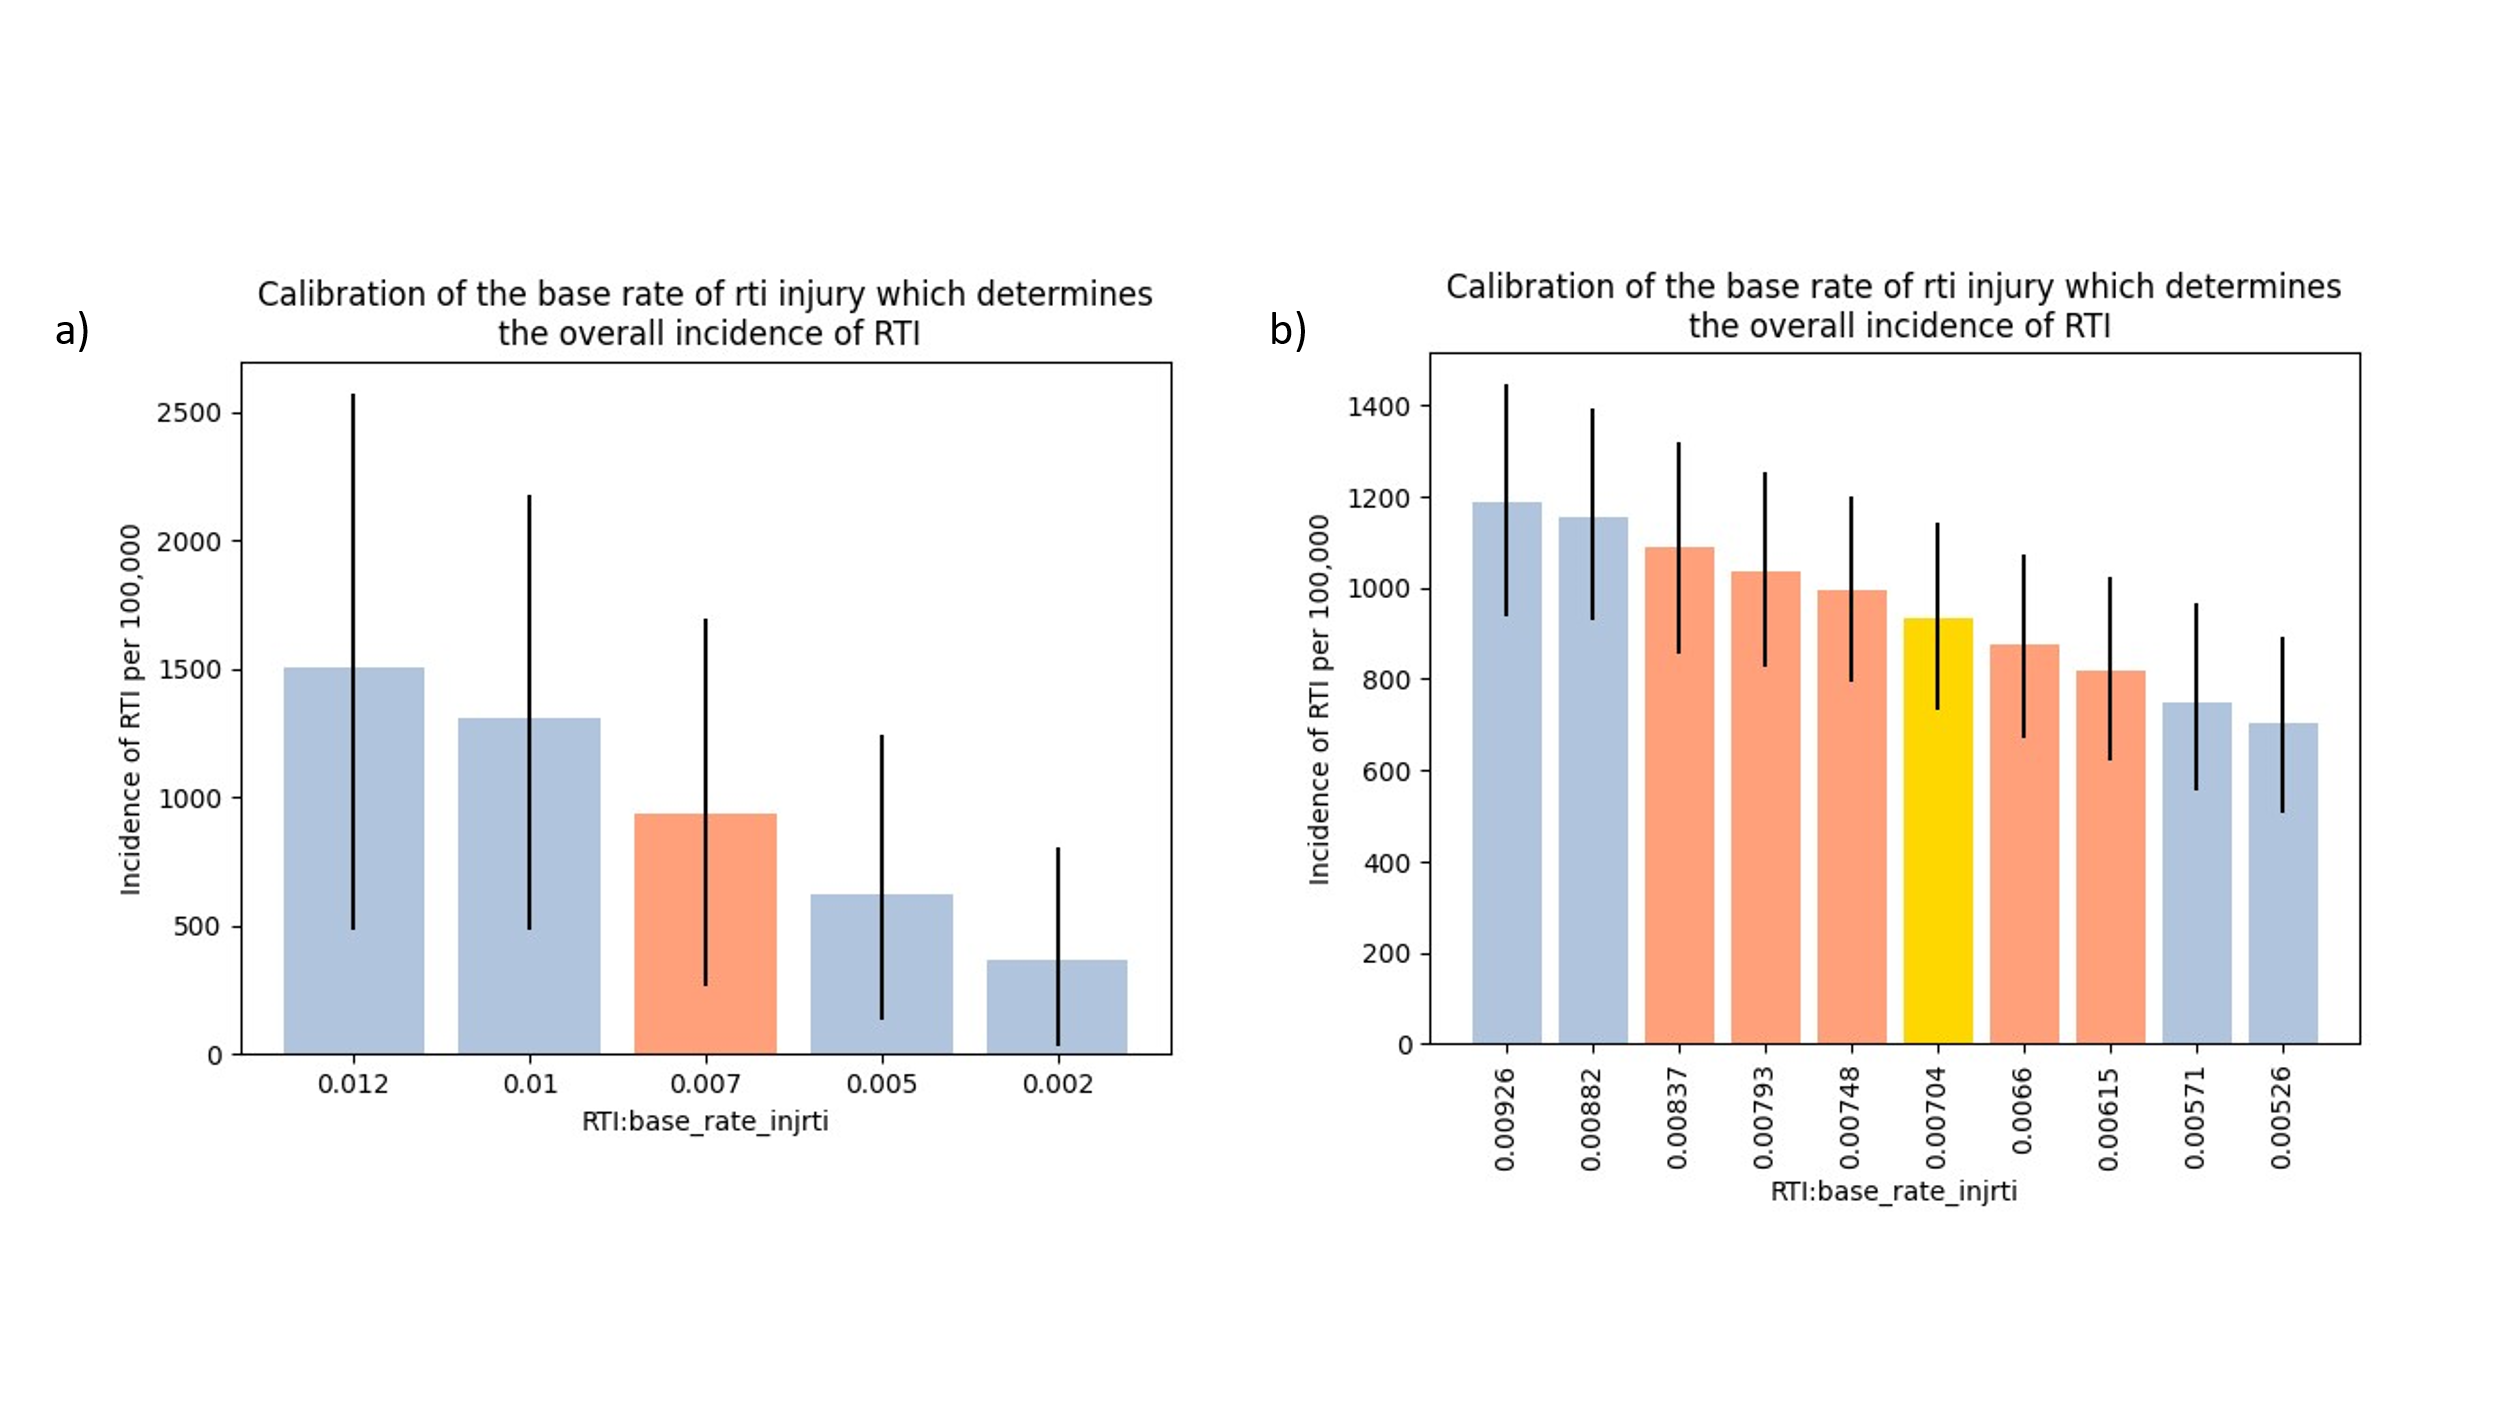 a)
Calibration of the base rate of rti injury which determines
the overall incidence of RTI
Incidence of RTI per 100,000
2500
2000
1500
1000
500
0
0.012 0.01 0.007 0.005 0.002
RTI:base_rate_injrti
b)
Calibration of the base rate of rti injury which determines
the overall incidence of RTI
Incidence of RTI per 100,000
1400
1200
1000
800
600
400
200
0
0.00926 0.00882 0.00837 0.00793 0.00748 0.00704 0.0066 0.00615 0.00571 0.00526
RTI:base_rate_injrti